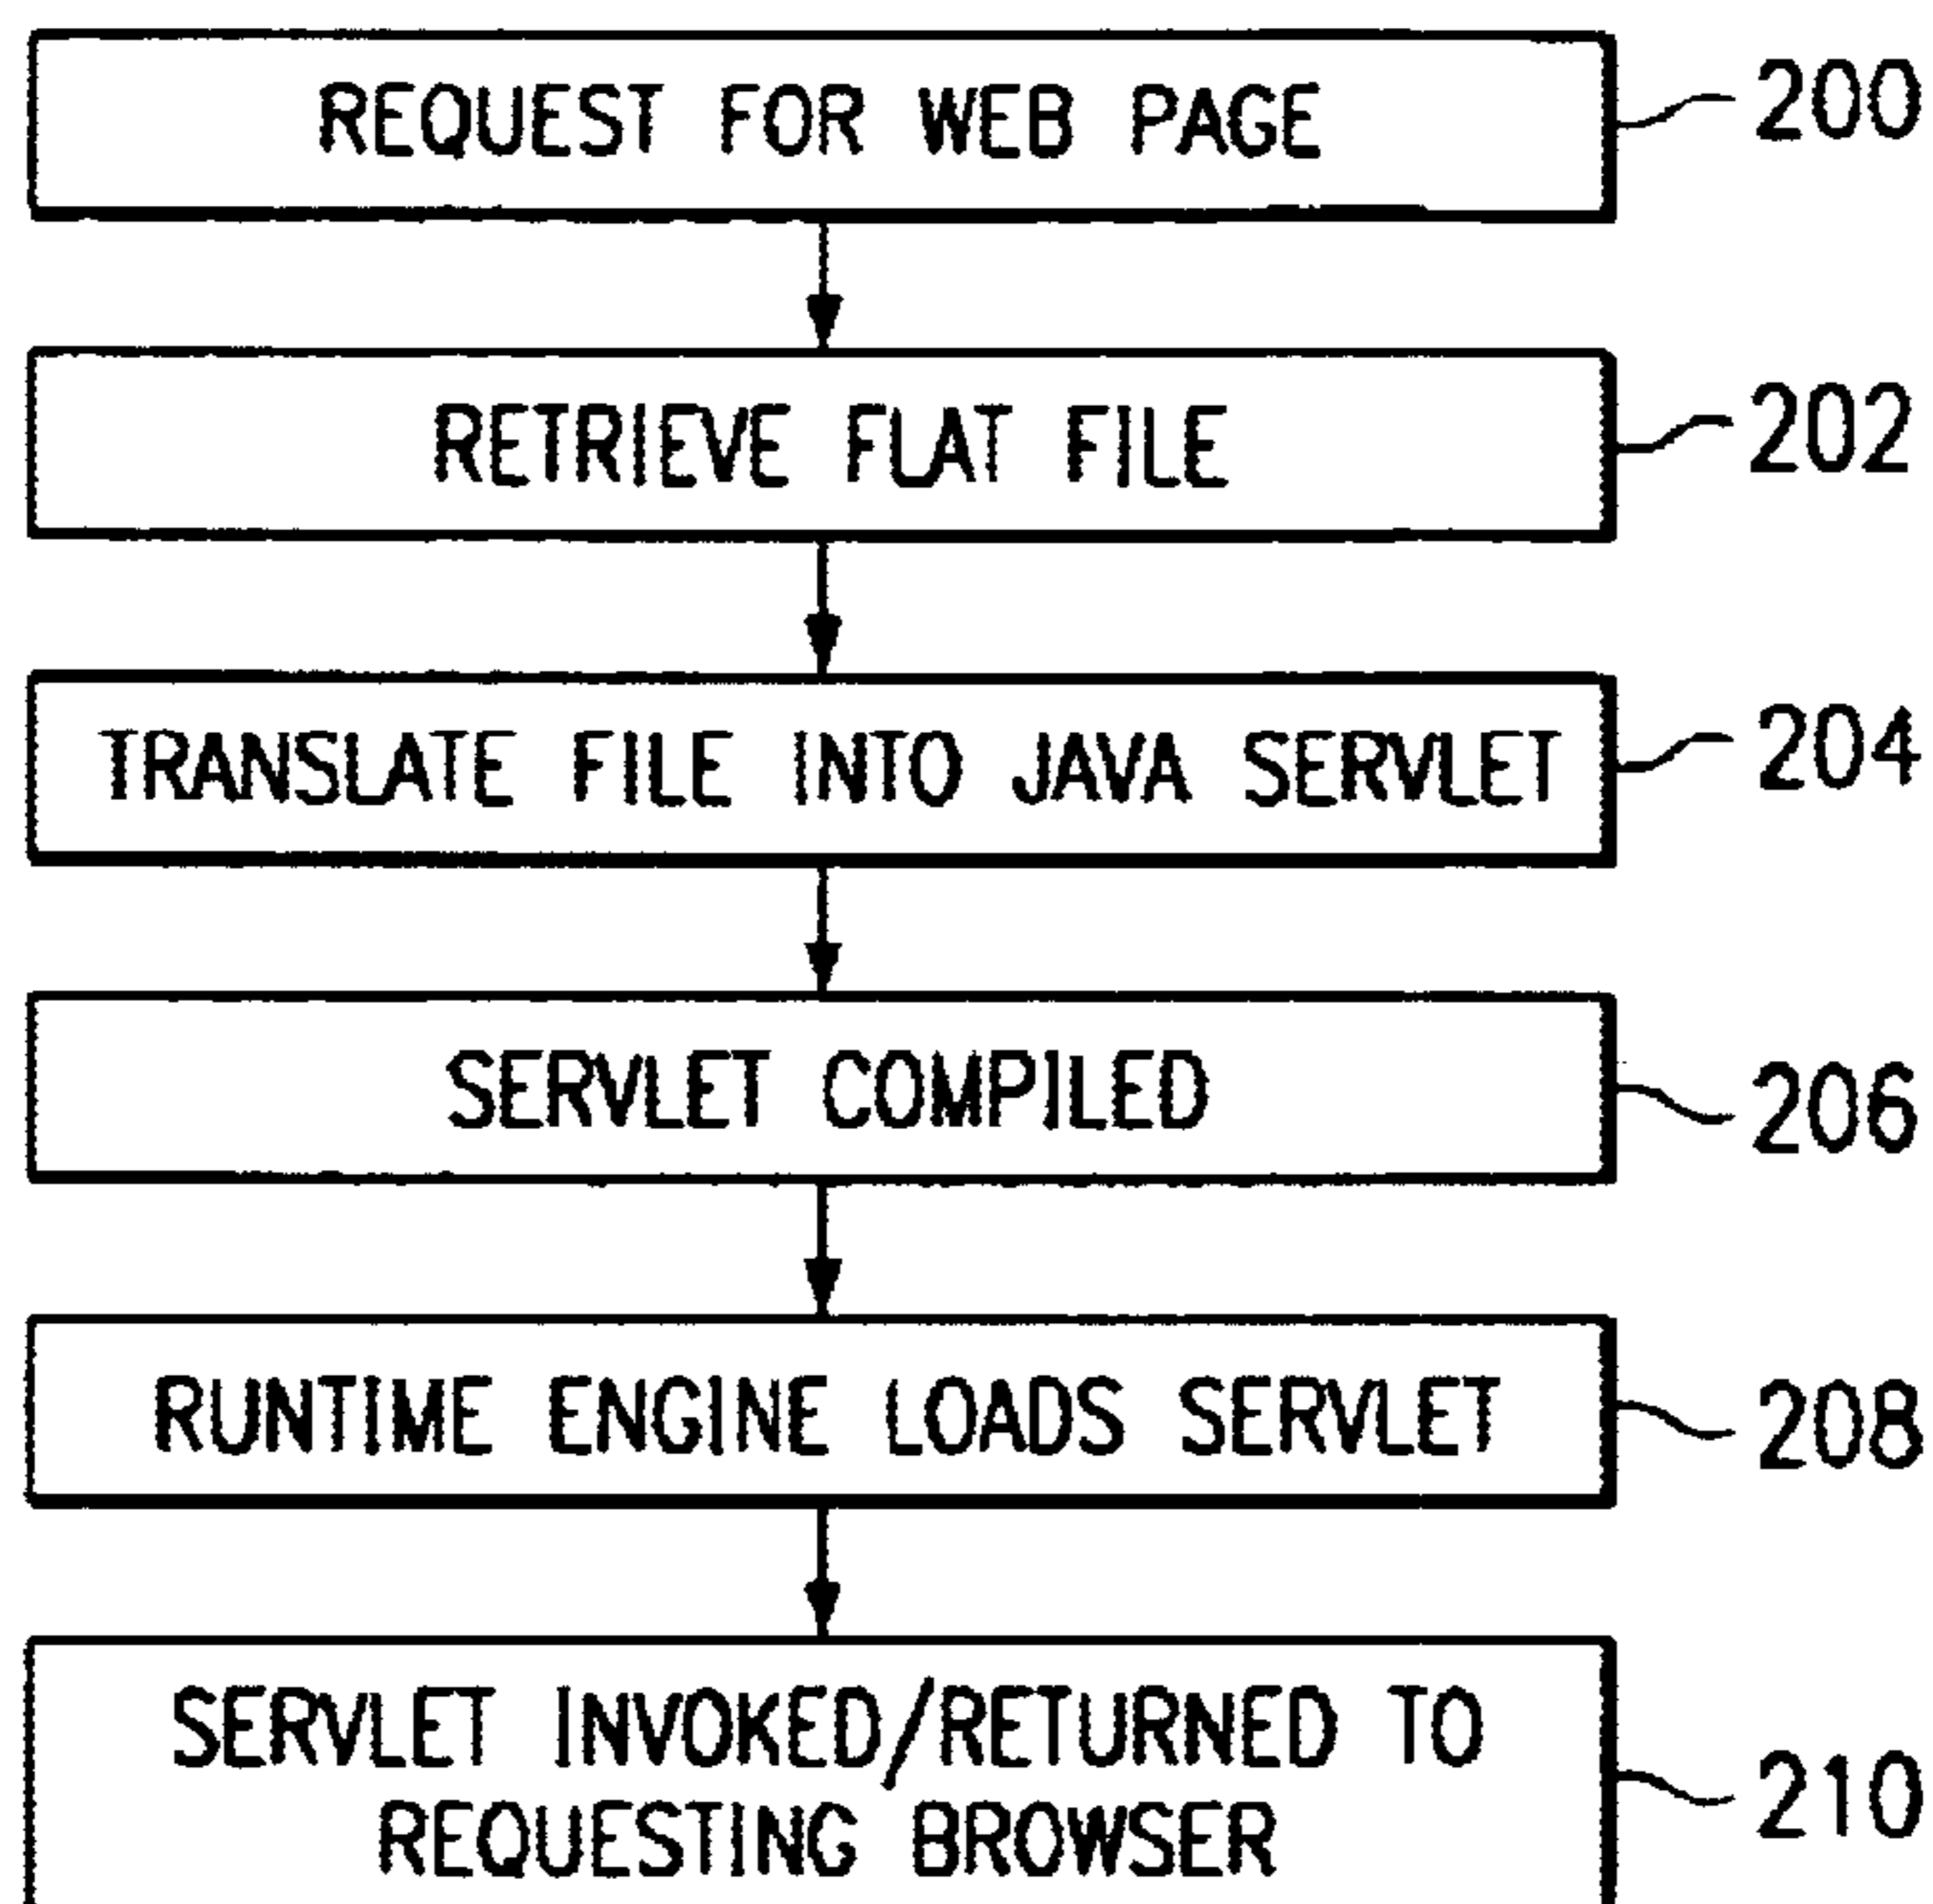 REQUEST FOR WEB PAGE 200
RETRIEVE FLAT FILE 202
TRANSLATE FILE INTO JAVA SERVLET 204
SERVLET COMPILED 206
RUNTIME ENGINE LOADS SERVLET 208
SERVLET INVOKED/RETURNED TO
REQUESTING BROWSER 210